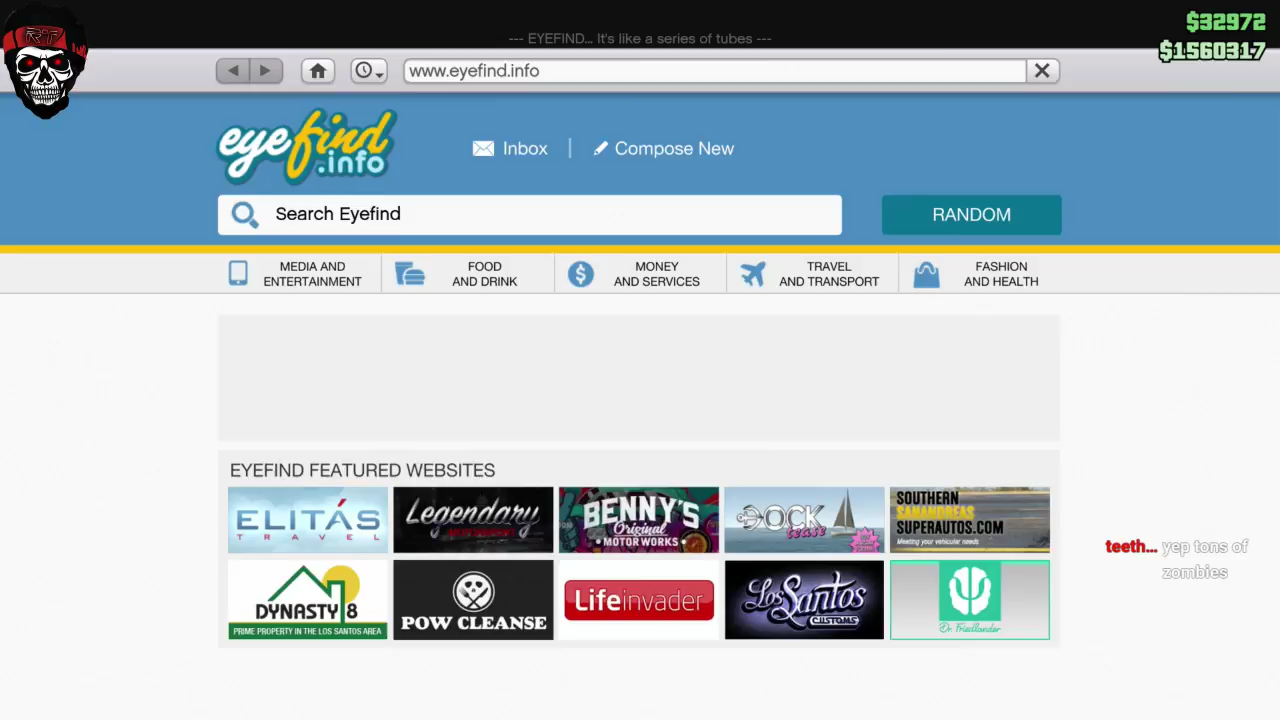 $32972
$1560317
R T
--- EYEFIND... It's like a series of tubes ---
www.eyefind.info
eyefind
.info
Inbox
Compose New
Search Eyefind
RANDOM
MEDIA AND
ENTERTAINMENT
FOOD
AND DRINK
MONEY
AND SERVICES
TRAVEL
AND TRANSPORT
FASHION
AND HEALTH
EYEFIND FEATURED WEBSITES
ELITÁS
TRAVEL
Legendary
MOTORSPORT
BENNY'S
Original
MOTORWORKS
DOCK
tease
SOUTHERN
SANANDREAS
SUPERAUTOS.COM
Meeting your vehicular needs
DYNASTY 8
PRIME PROPERTY IN THE LOS SANTOS AREA
POW CLEANSE
Lifeinvader
Los Santos
CUSTOMS
Dr. Friedlander
teeth... yep tons of
zombies